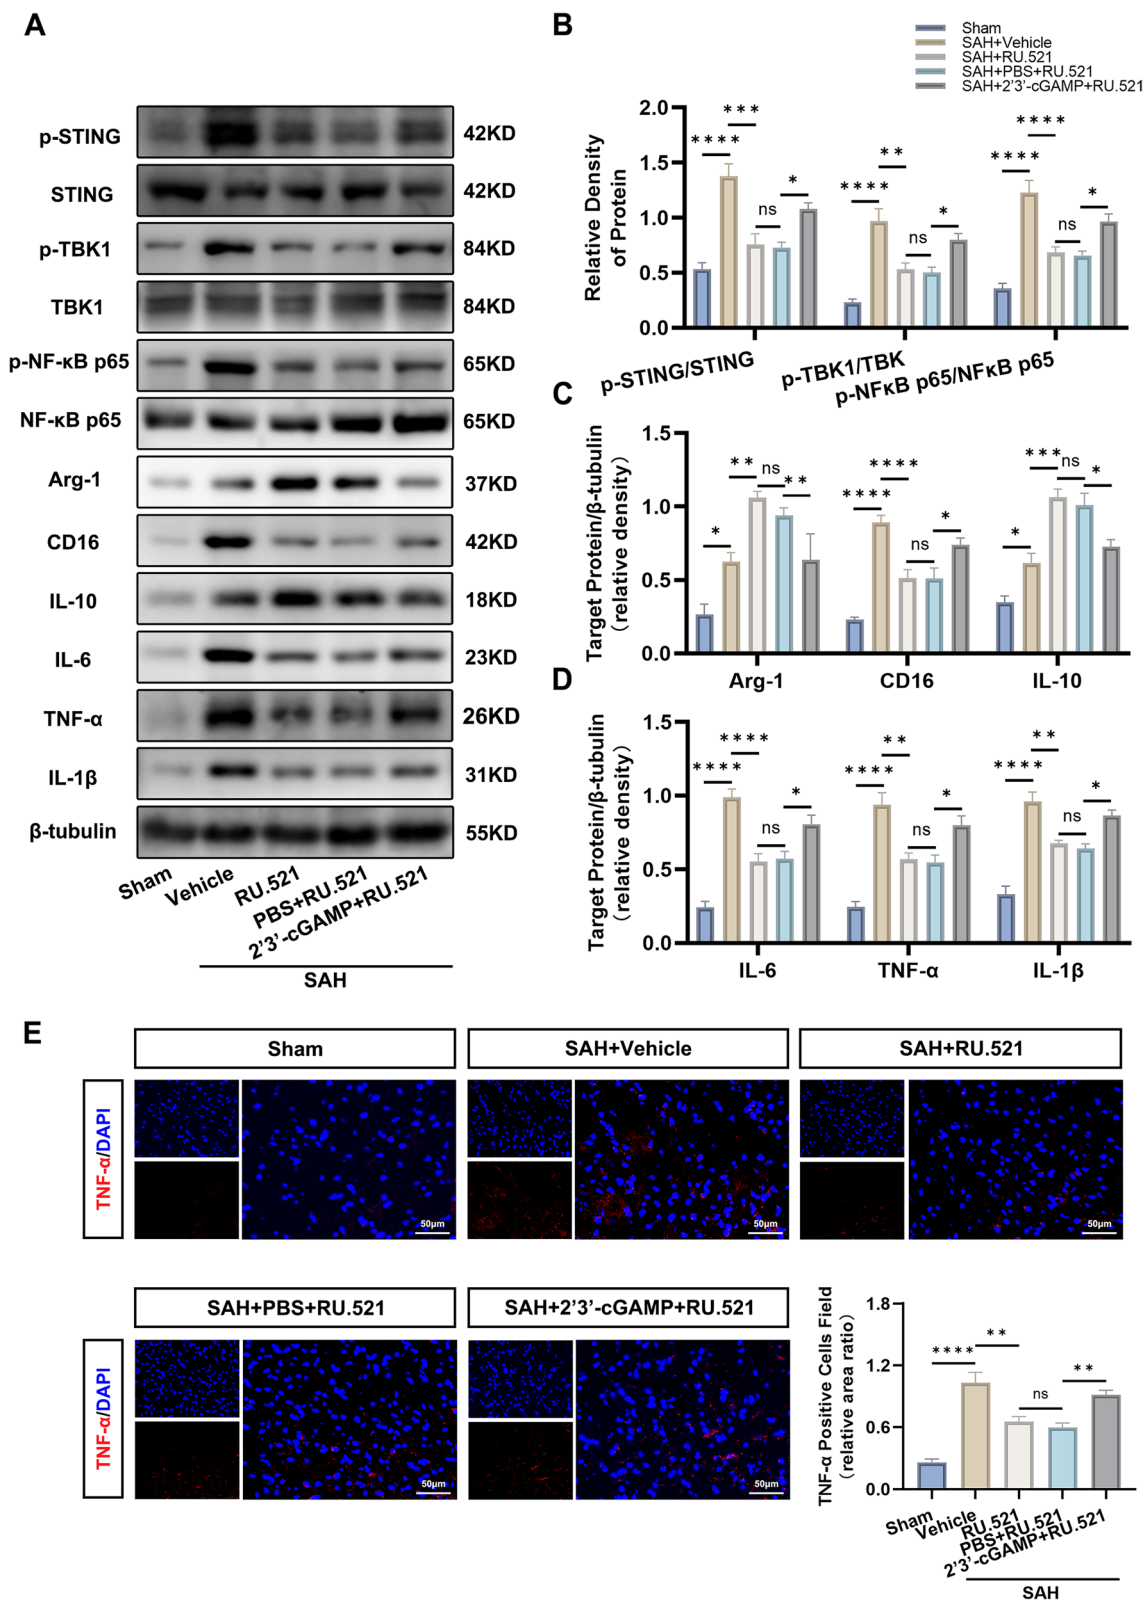 A
p-STING 42KD
STING 42KD
p-TBK1 84KD
TBK1 84KD
p-NF-κB p65 65KD
NF-κB p65 65KD
Arg-1 37KD
CD16 42KD
IL-10 18KD
IL-6 23KD
TNF-α 26KD
IL-1β 31KD
β-tubulin 55KD
Sham
Vehicle
RU.521
PBS+RU.521
2'3'-cGAMP+RU.521
SAH
B
Sham
SAH+Vehicle
SAH+RU.521
SAH+PBS+RU.521
SAH+2'3'-cGAMP+RU.521
Relative Density
of Protein
2.0
1.5
1.0
0.5
0.0
**** *** ns *
**** ** ns *
**** **** ns *
p-STING/STING
p-TBK1/TBK
p-NFκB p65/NFκB p65
C
Target Protein/β-tubulin
(relative density)
1.5
1.0
0.5
0.0
* ** ns **
**** **** ns *
* *** ns *
Arg-1 CD16 IL-10
D
Target Protein/β-tubulin
(relative density)
1.5
1.0
0.5
0.0
**** **** ns *
**** ** ns *
**** ** ns *
IL-6 TNF-α IL-1β
E
Sham
SAH+Vehicle
SAH+RU.521
TNF-α/DAPI
50μm
50μm
50μm
SAH+PBS+RU.521
SAH+2'3'-cGAMP+RU.521
TNF-α/DAPI
50μm
50μm
TNF-α Positive Cells Field
(relative area ratio)
1.8
1.2
0.6
0.0
**** ** ns **
Sham
Vehicle
RU.521
PBS+RU.521
2'3'-cGAMP+RU.521
SAH